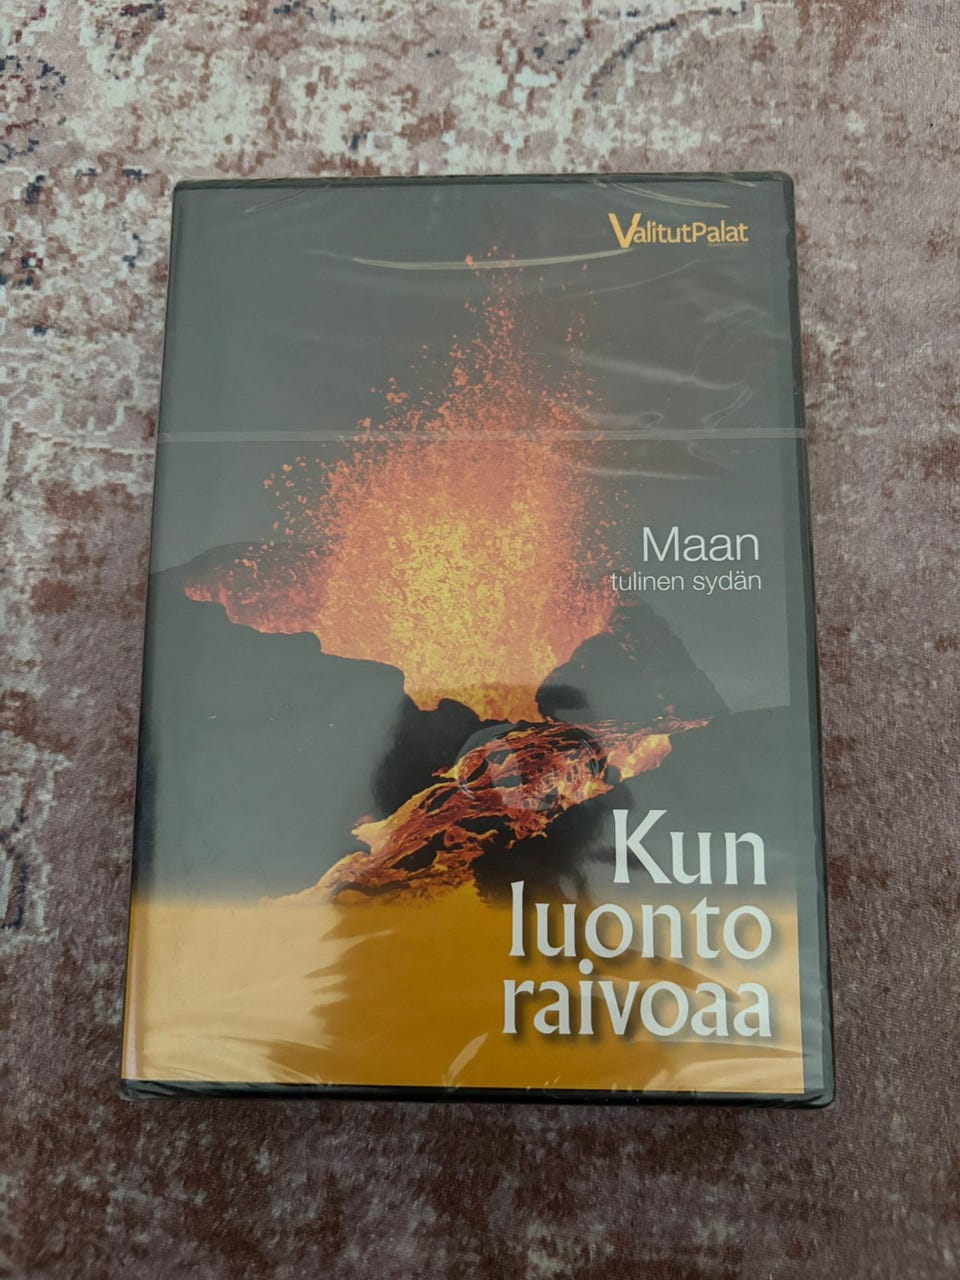 ValitutPalat
Maan
tulinen sydän
Kun
luonto
raivoaa